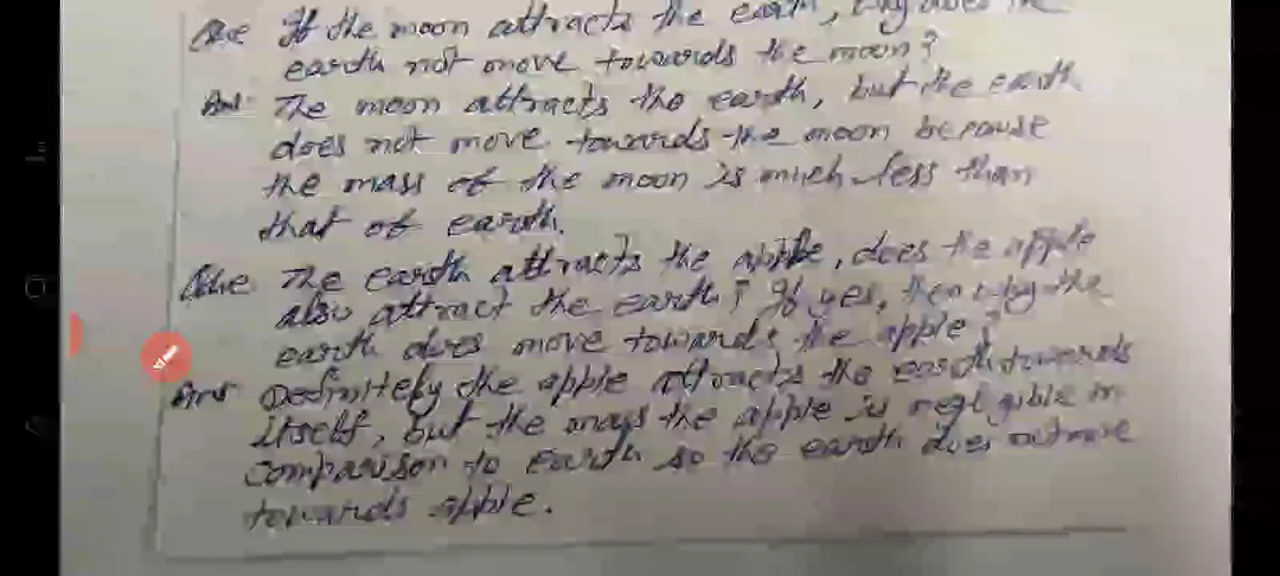 Que If the moon attracts the earth, why does the
earth not move towards the moon?
Ans: The moon attracts the earth, but the earth
does not move towards the moon because
the mass of the moon is much less than
that of earth.
Que The earth attracts the apple, does the apple
also attract the earth? If yes, then why the
earth does move towards the apple?
Ans Definitely the apple attracts the earth towards
itself, but the mass the apple is negligible in
comparison to Earth so the earth does not move
towards apple.